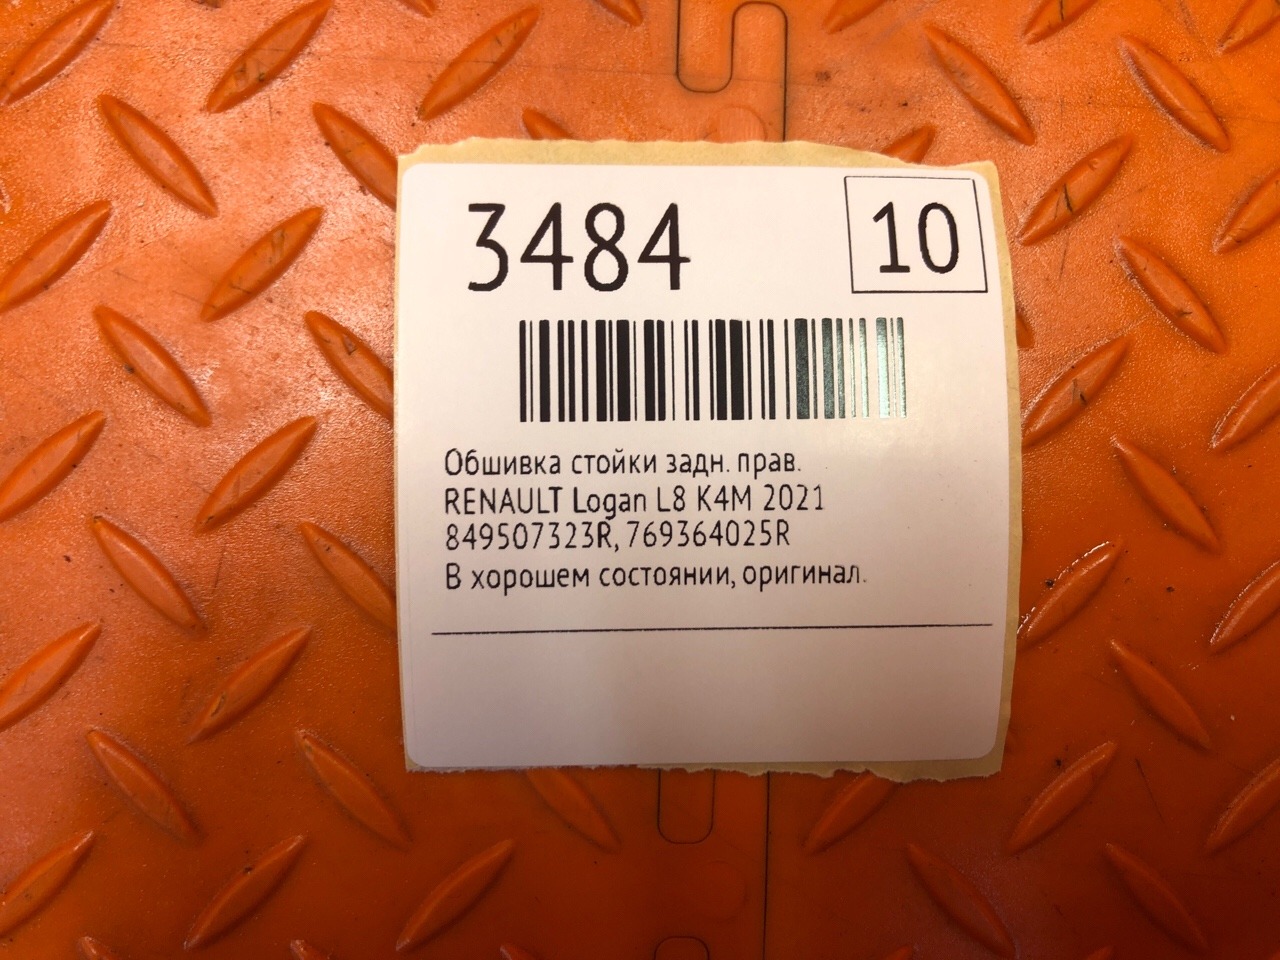 3484
10
Обшивка стойки задн. прав.
RENAULT Logan L8 K4M 2021
849507323R, 769364025R
В хорошем состоянии, оригинал.